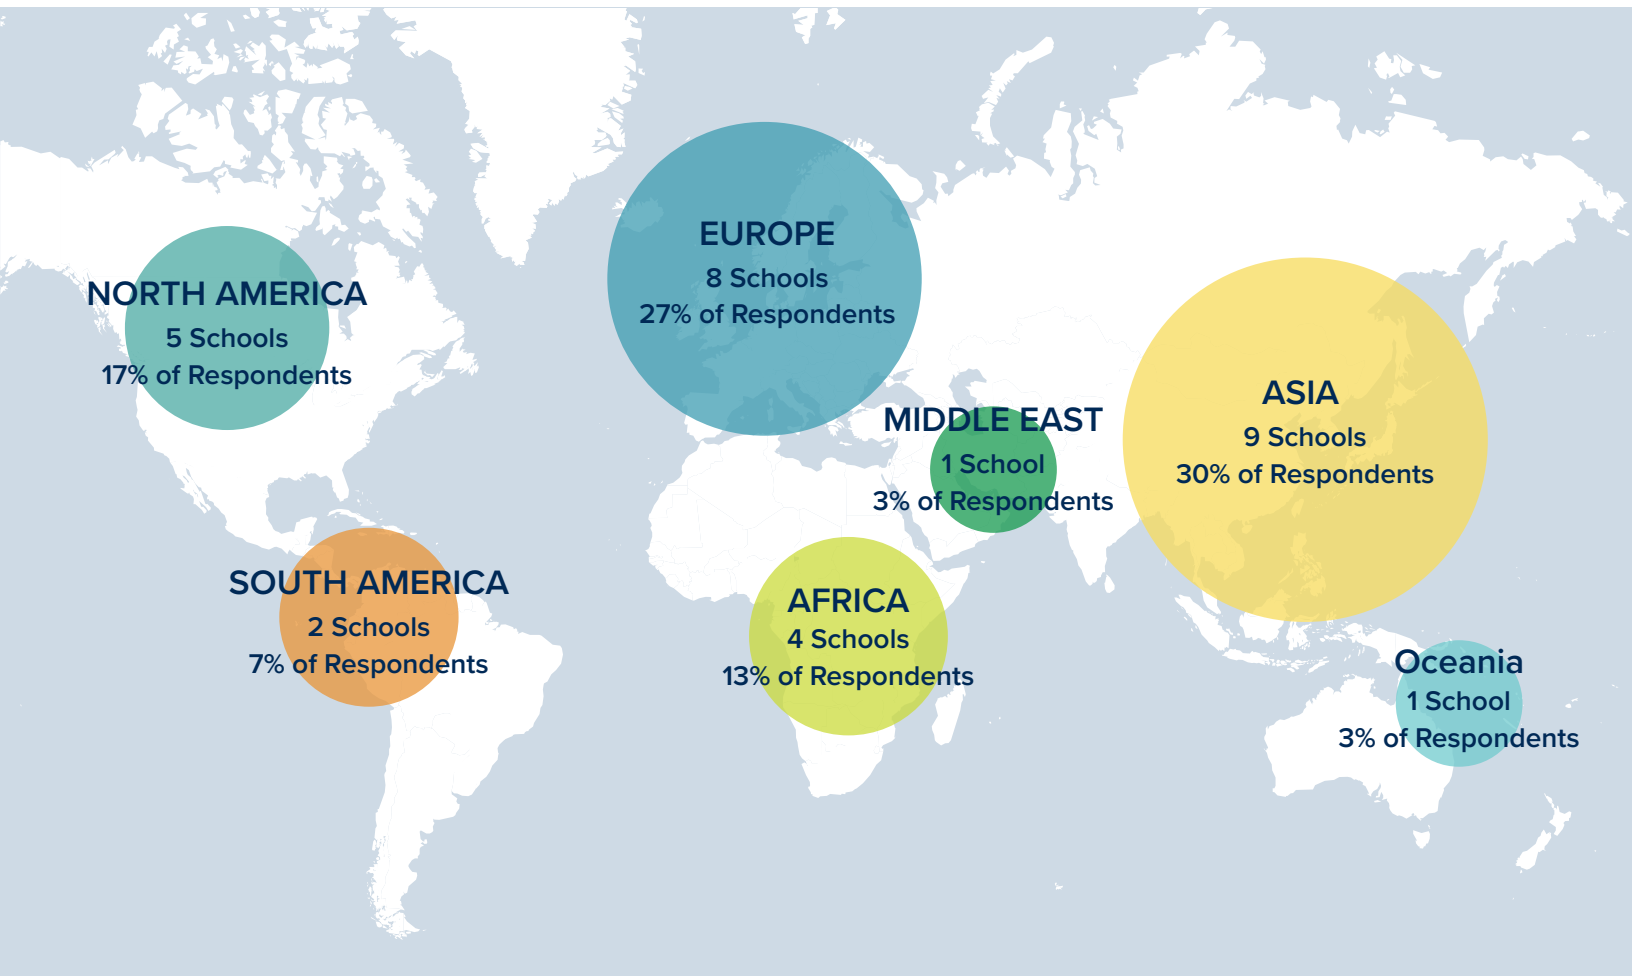 NORTH AMERICA
5 Schools
17% of Respondents
EUROPE
8 Schools
27% of Respondents
MIDDLE EAST
1 School
3% of Respondents
ASIA
9 Schools
30% of Respondents
SOUTH AMERICA
2 Schools
7% of Respondents
AFRICA
4 Schools
13% of Respondents
Oceania
1 School
3% of Respondents